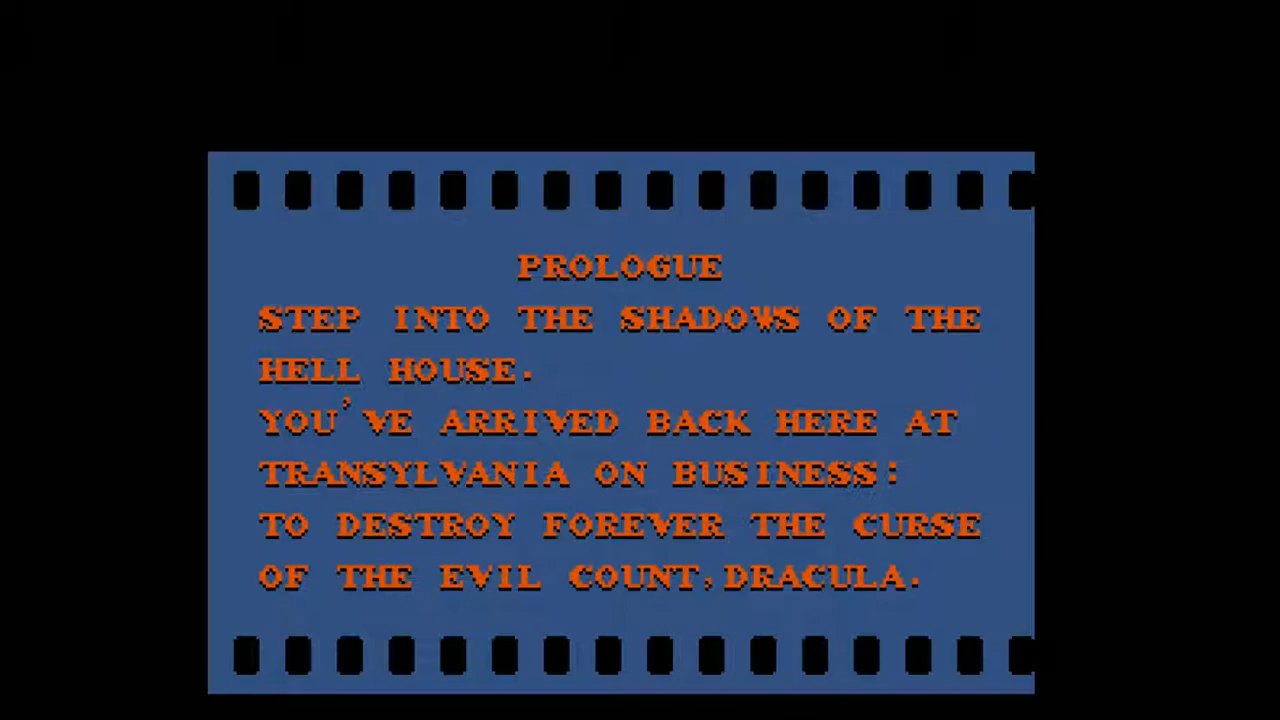 PROLOGUE
STEP INTO THE SHADOWS OF THE
HELL HOUSE.
YOU'VE ARRIVED BACK HERE AT
TRANSYLVANIA ON BUSINESS:
TO DESTROY FOREVER THE CURSE
OF THE EVIL COUNT,DRACULA.